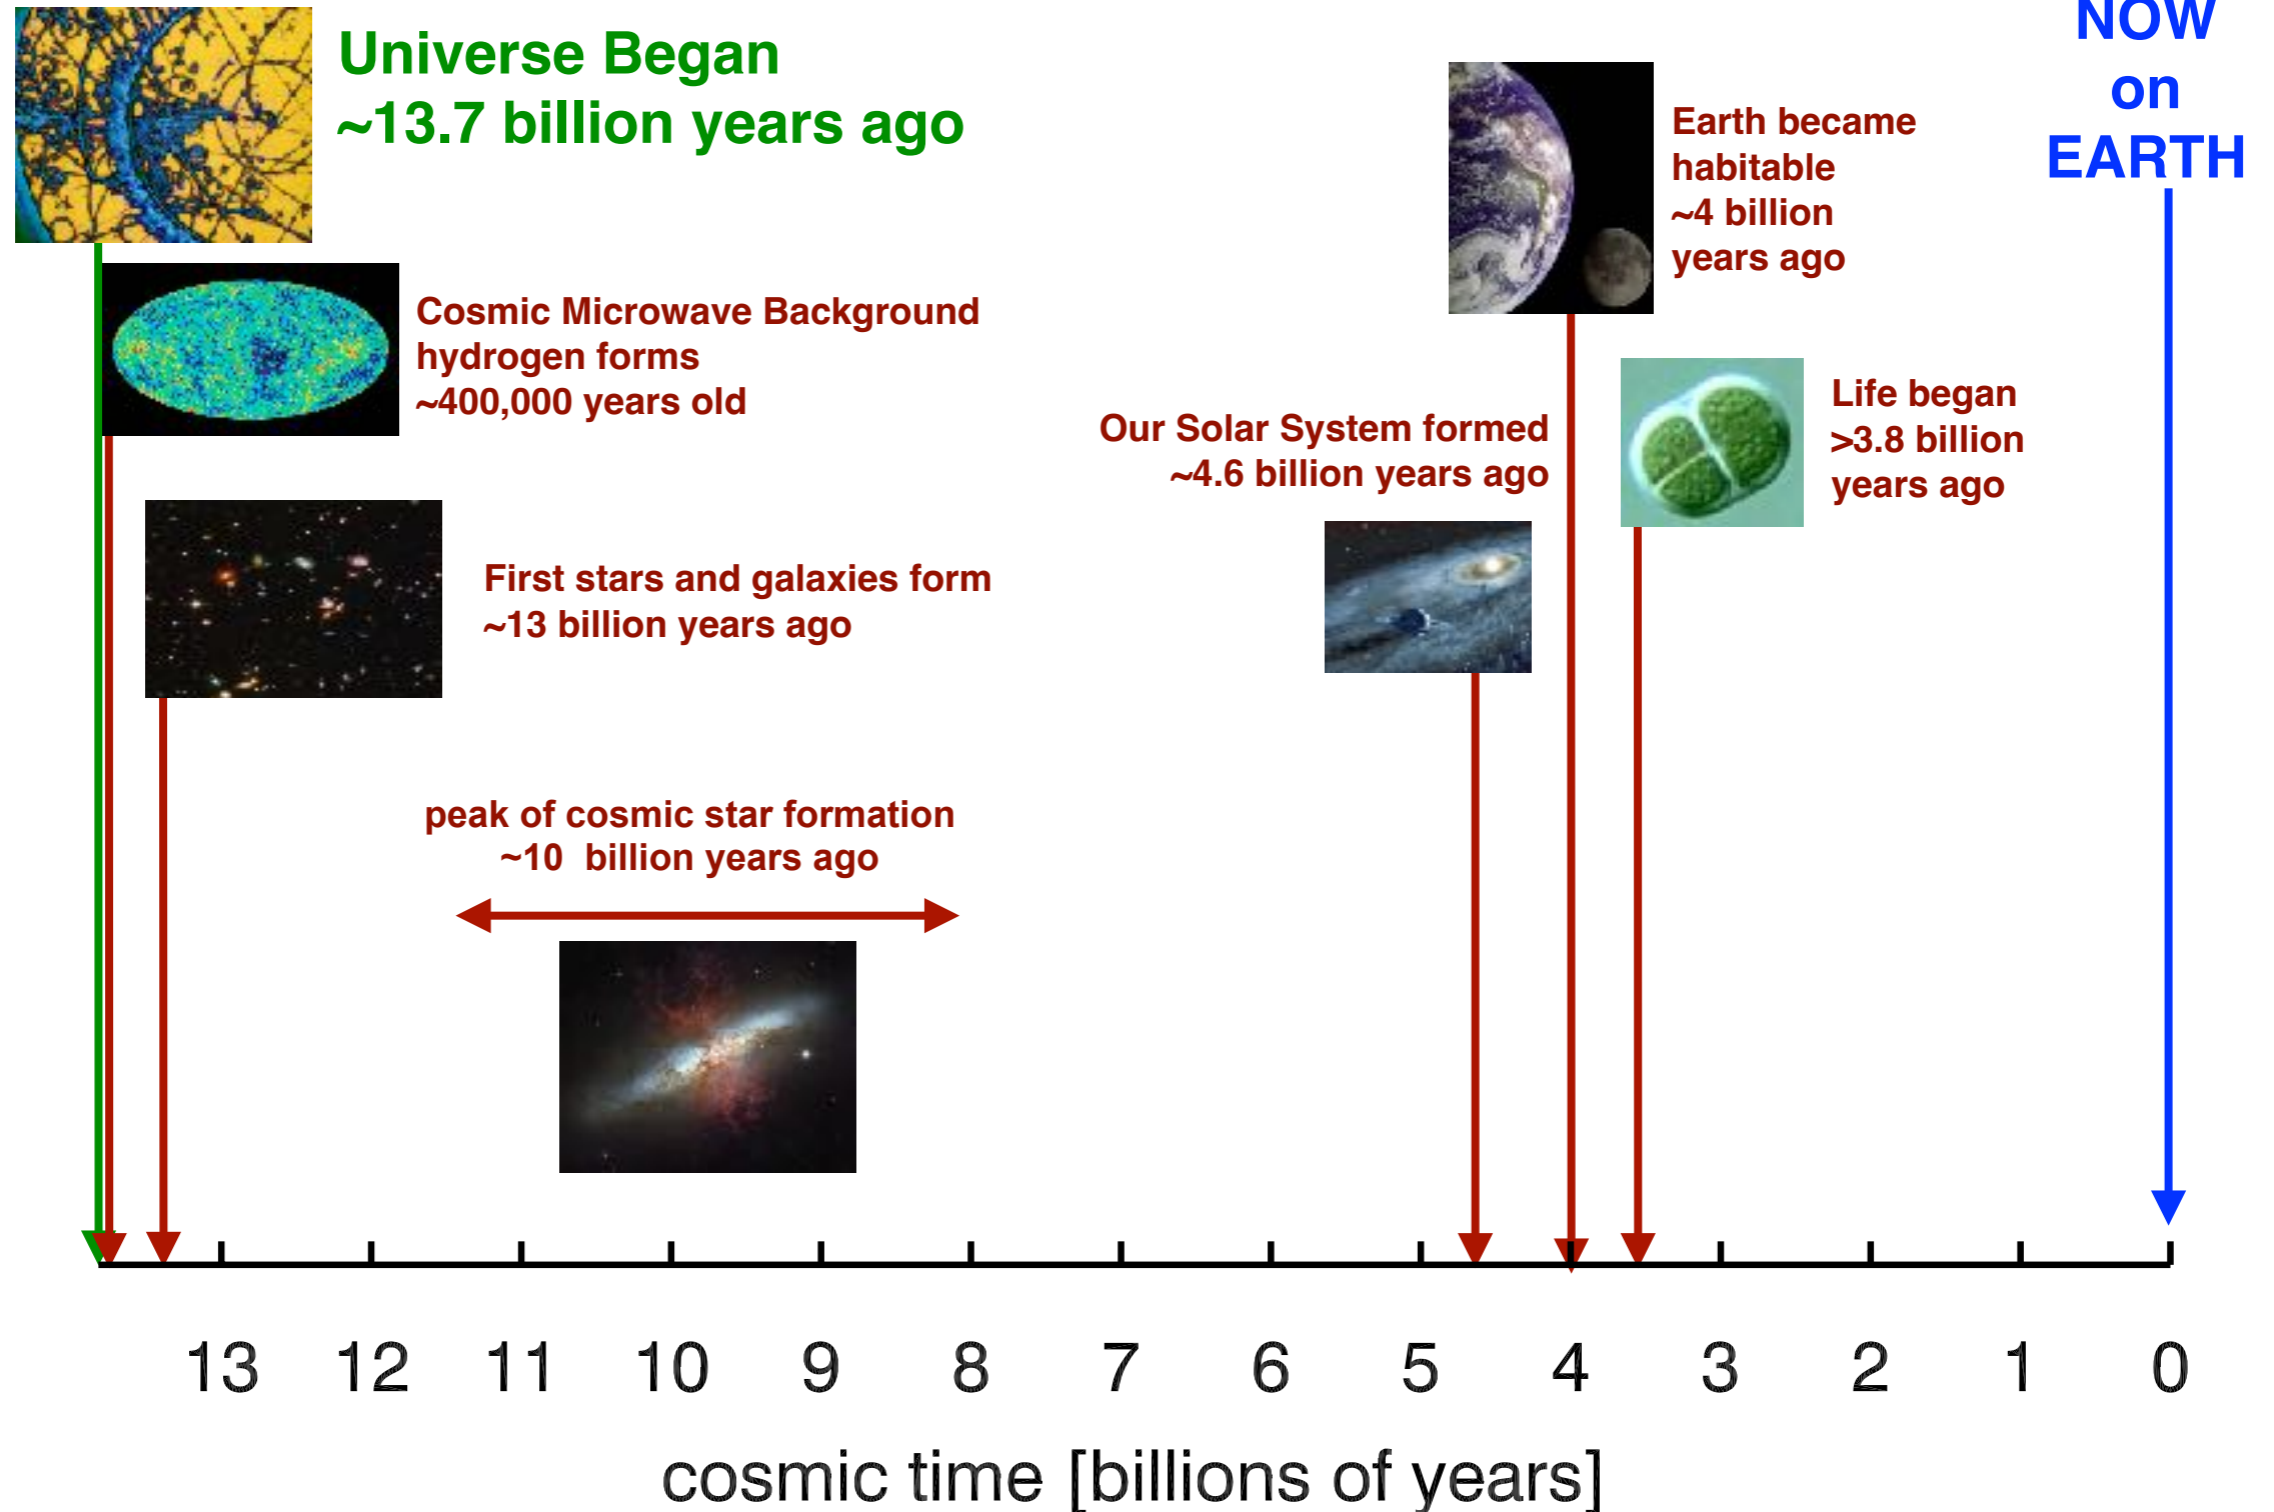 Universe Began
~13.7 billion years ago
Cosmic Microwave Background
hydrogen forms
~400,000 years old
First stars and galaxies form
~13 billion years ago
peak of cosmic star formation
~10  billion years ago
Our Solar System formed
~4.6 billion years ago
Earth became
habitable
~4 billion
years ago
Life began
>3.8 billion
years ago
NOW
on
EARTH
13 12 11 10 9 8 7 6 5 4 3 2 1 0
cosmic time [billions of years]